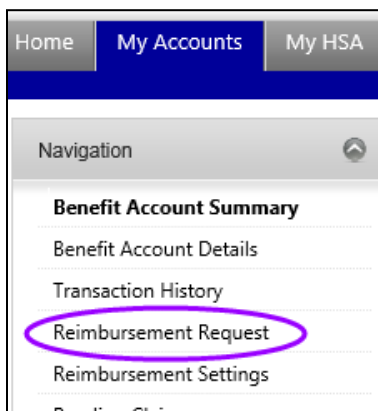 Home My Accounts My HSA
Navigation
Benefit Account Summary
Benefit Account Details
Transaction History
Reimbursement Request
Reimbursement Settings